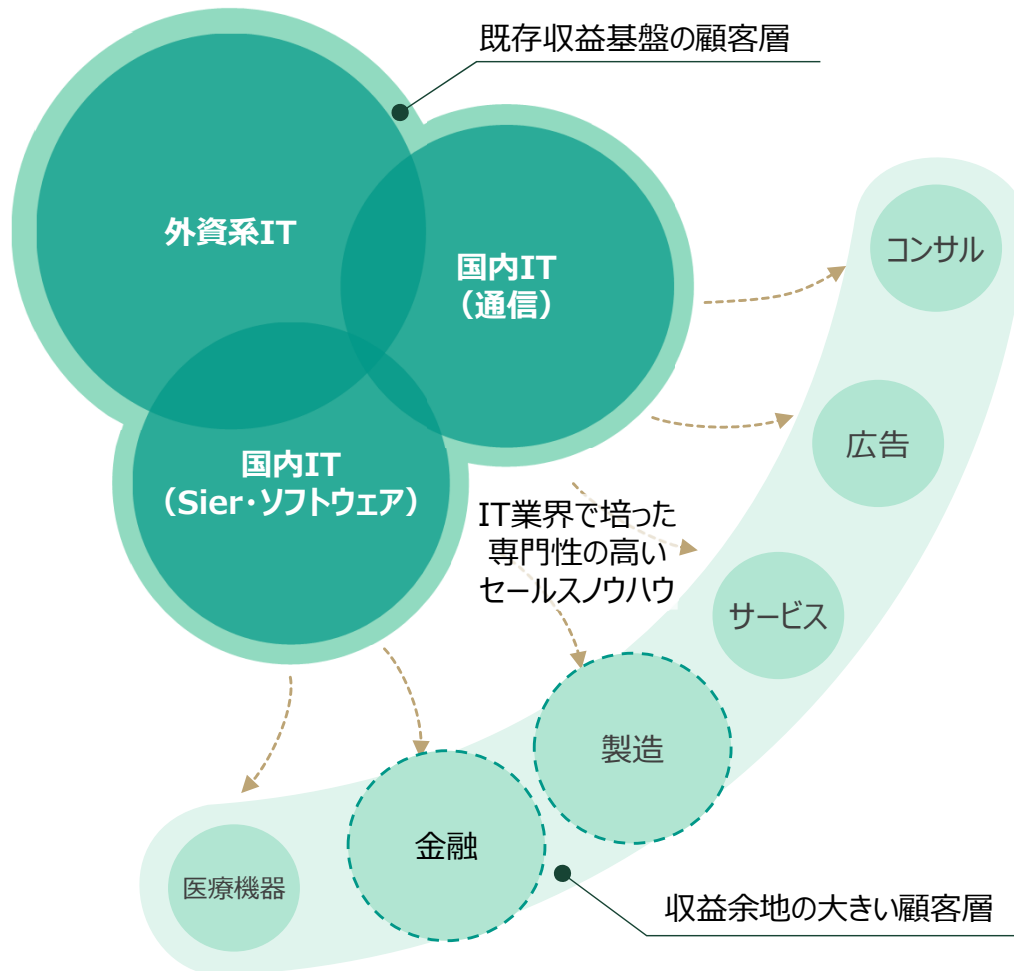 既存収益基盤の顧客層
外資系IT
国内IT
（通信）
コンサル
広告
国内IT
（Sier・ソフトウェア）
IT業界で培った
専門性の高い
セールスノウハウ
サービス
製造
金融
医療機器
収益余地の大きい顧客層